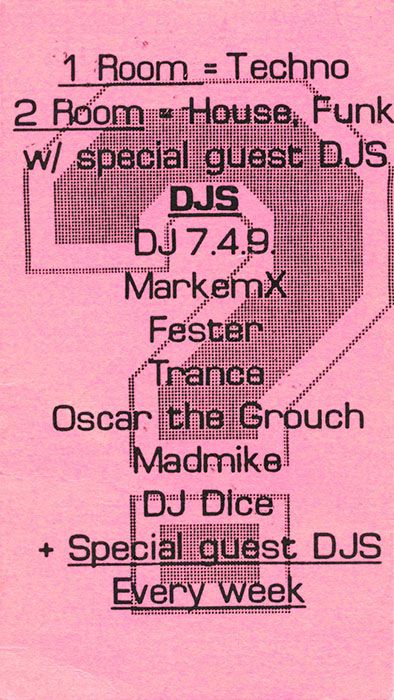 1 Room = Techno
2 Room = House, Funk
w/ special guest DJS
DJS
DJ 7.4.9.
MarkemX
Fester
Trance
Oscar the Grouch
Madmike
DJ Dice
+ Special guest DJS
Every week